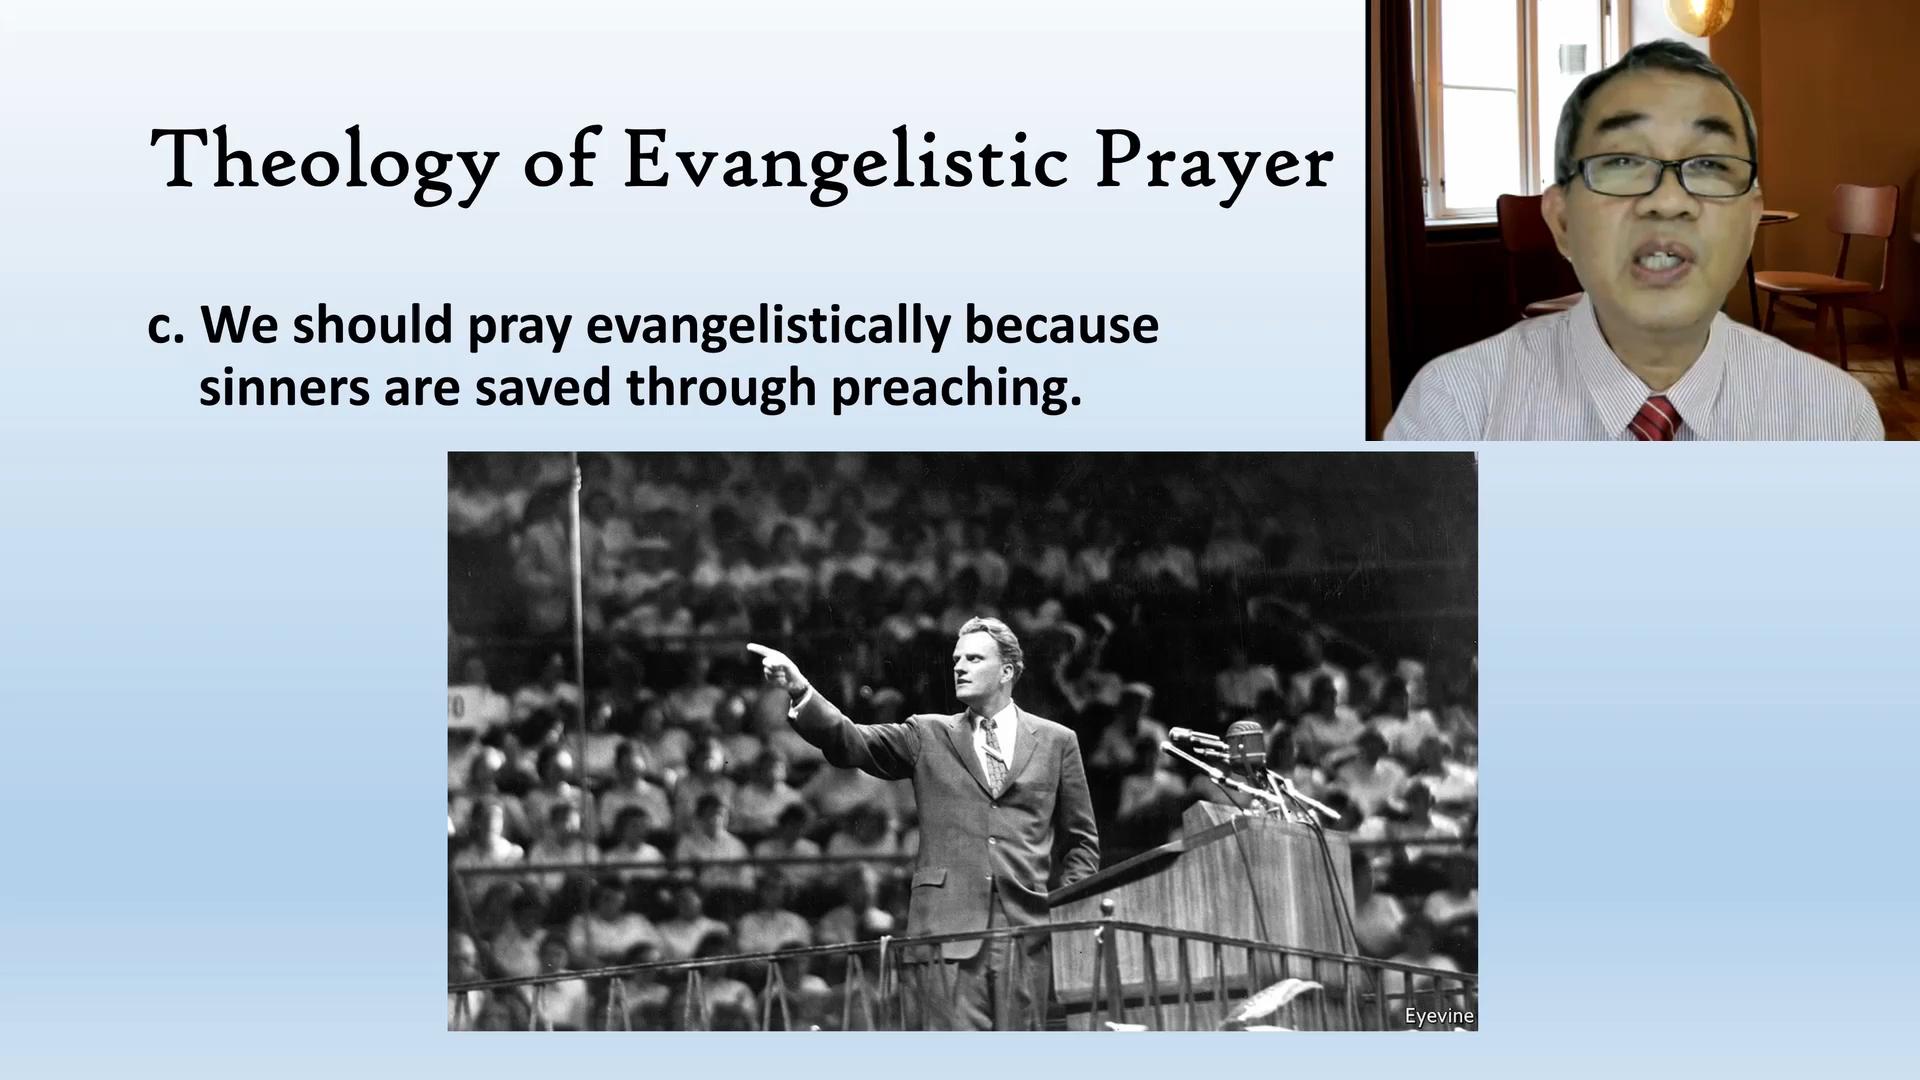 Theology of Evangelistic Prayer
c. We should pray evangelistically because
sinners are saved through preaching.
Eyevine